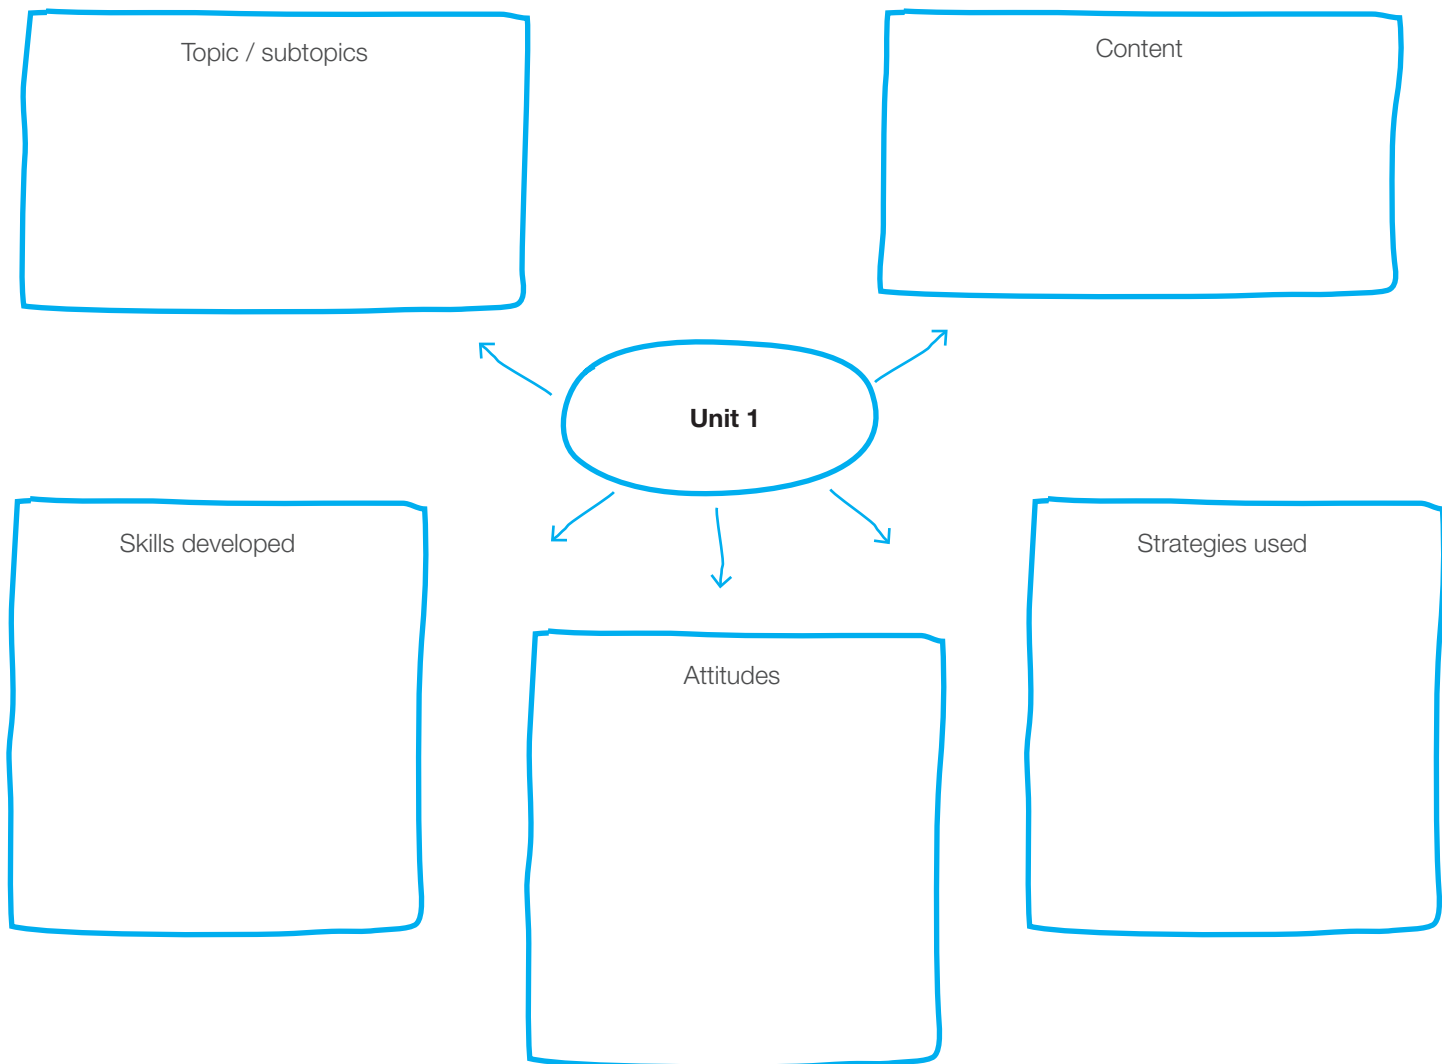 Topic / subtopics
Content
Unit 1
Skills developed
Strategies used
Attitudes